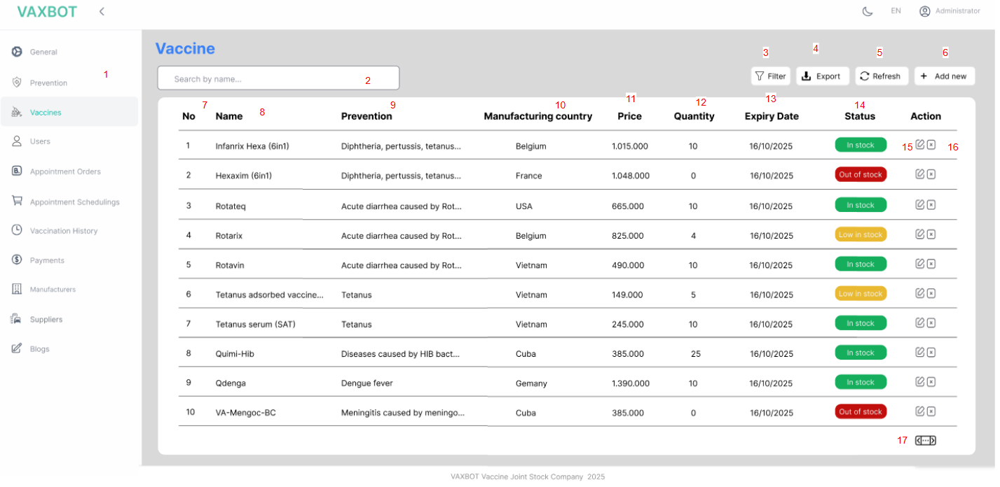 VAXBOT
EN Administrator
General
Prevention
1
Vaccines
Users
Appointment Orders
Appointment Schedulings
Vaccination History
Payments
Manufacturers
Suppliers
Blogs
Vaccine
Search by name... 2
3 4 5 6
Filter Export Refresh Add new
7 8 9 10 11 12 13 14
No Name Prevention Manufacturing country Price Quantity Expiry Date Status Action
1 Infanrix Hexa (6in1) Diphtheria, pertussis, tetanus... Belgium 1.015.000 10 16/10/2025 In stock 15 16
2 Hexaxim (6in1) Diphtheria, pertussis, tetanus... France 1.048.000 0 16/10/2025 Out of stock
3 Rotateq Acute diarrhea caused by Rot... USA 665.000 10 16/10/2025 In stock
4 Rotarix Acute diarrhea caused by Rot... Belgium 825.000 4 16/10/2025 Low in stock
5 Rotavin Acute diarrhea caused by Rot... Vietnam 490.000 10 16/10/2025 In stock
6 Tetanus adsorbed vaccine... Tetanus Vietnam 149.000 5 16/10/2025 Low in stock
7 Tetanus serum (SAT) Tetanus Vietnam 245.000 10 16/10/2025 In stock
8 Quimi-Hib Diseases caused by HIB bact... Cuba 385.000 25 16/10/2025 In stock
9 Qdenga Dengue fever Gemany 1.390.000 10 16/10/2025 In stock
10 VA-Mengoc-BC Meningitis caused by meningo... Cuba 385.000 0 16/10/2025 Out of stock
17
VAXBOT Vaccine Joint Stock Company 2025